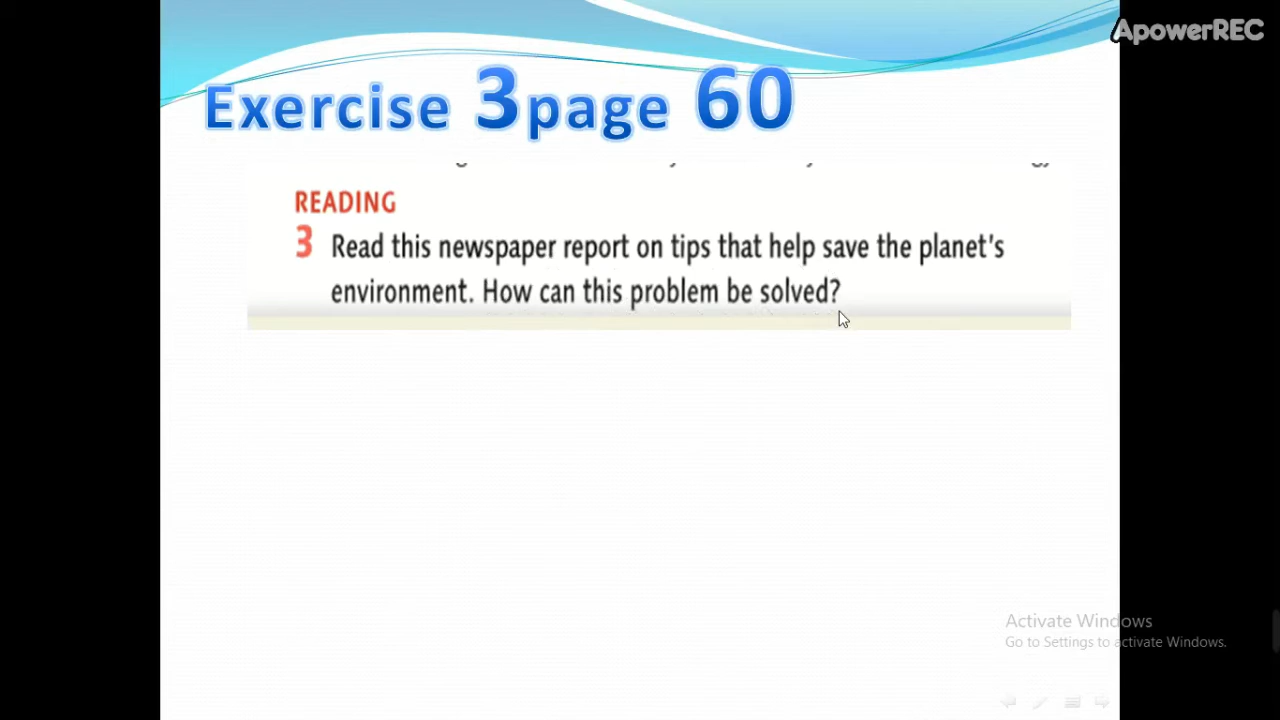 ApowerREC
Exercise 3page 60
READING
3 Read this newspaper report on tips that help save the planet's
environment. How can this problem be solved?
Activate Windows
Go to Settings to activate Windows.